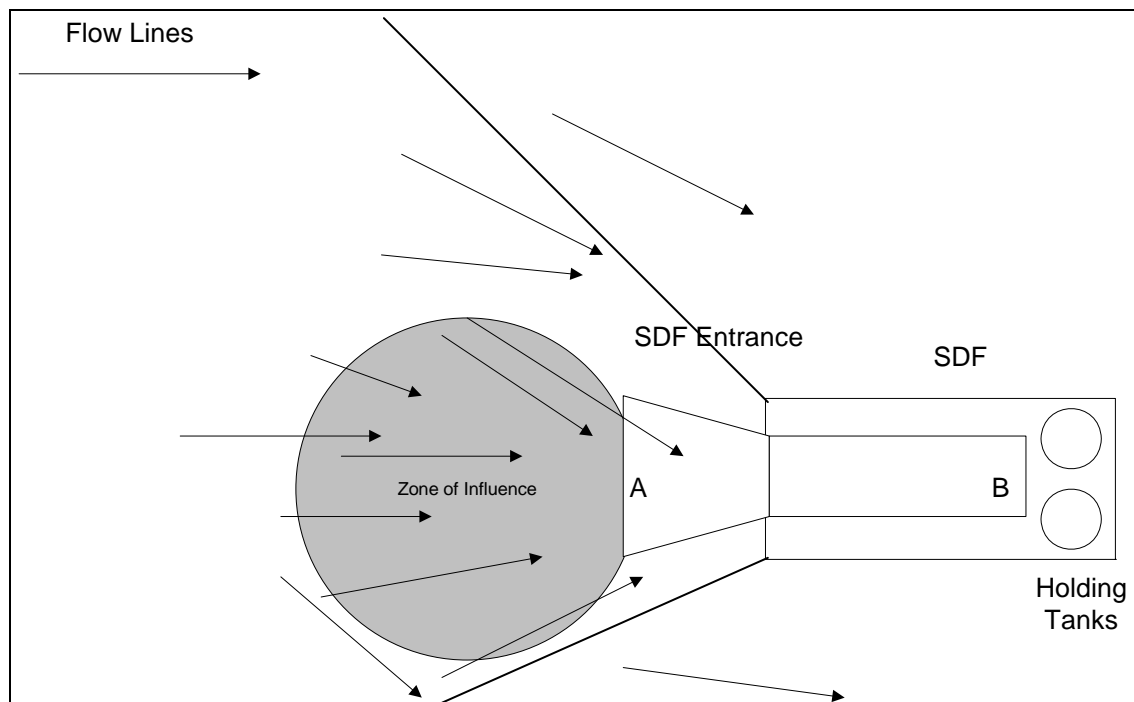 Flow Lines
SDF Entrance
SDF
Zone of Influence
A
B
Holding
Tanks